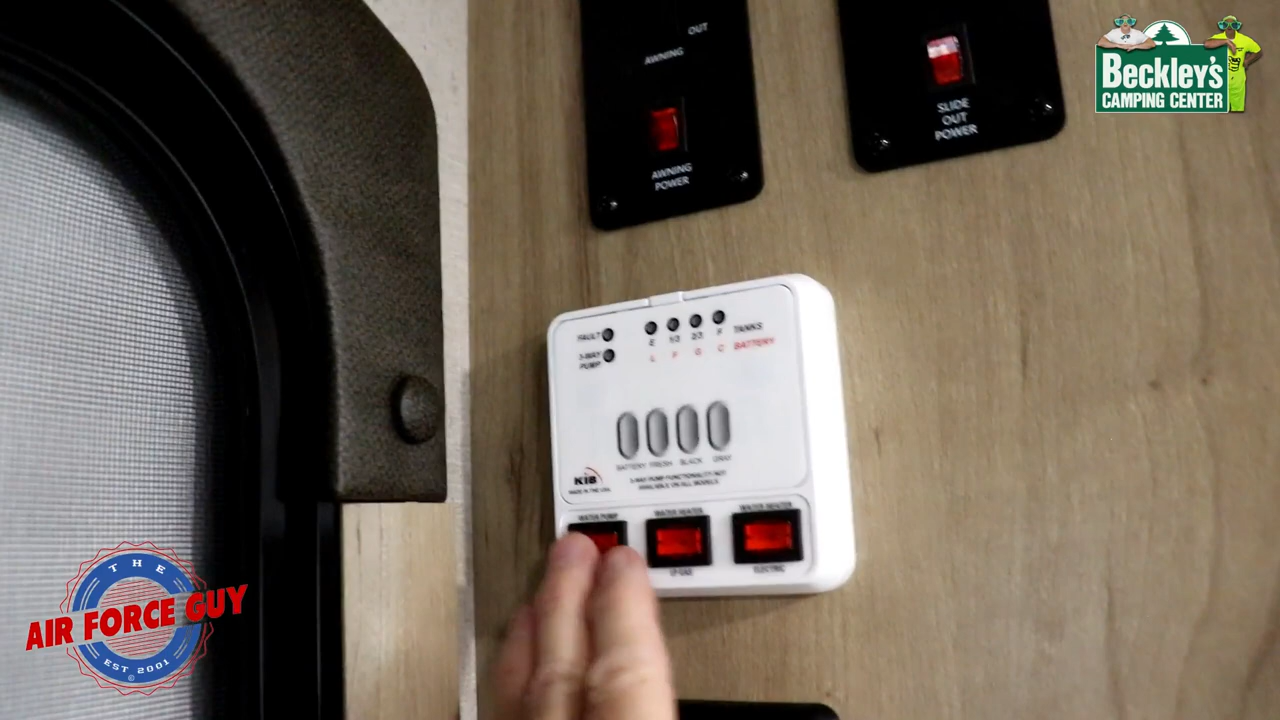 OUT
AWNING
AWNING
POWER
SLIDE
OUT
POWER
Beckley's
CAMPING CENTER
FAULT
3-WAY
PUMP
E 1/3 2/3 F TANKS
L F G C BATTERY
BATTERY FRESH BLACK GRAY
KIB
MADE IN THE USA
3-WAY PUMP FUNCTIONALITY NOT
AVAILABLE ON ALL MODELS
WATER PUMP
WATER HEATER
LP GAS
WATER HEATER
ELECTRIC
THE
AIR FORCE GUY
EST 2001
©